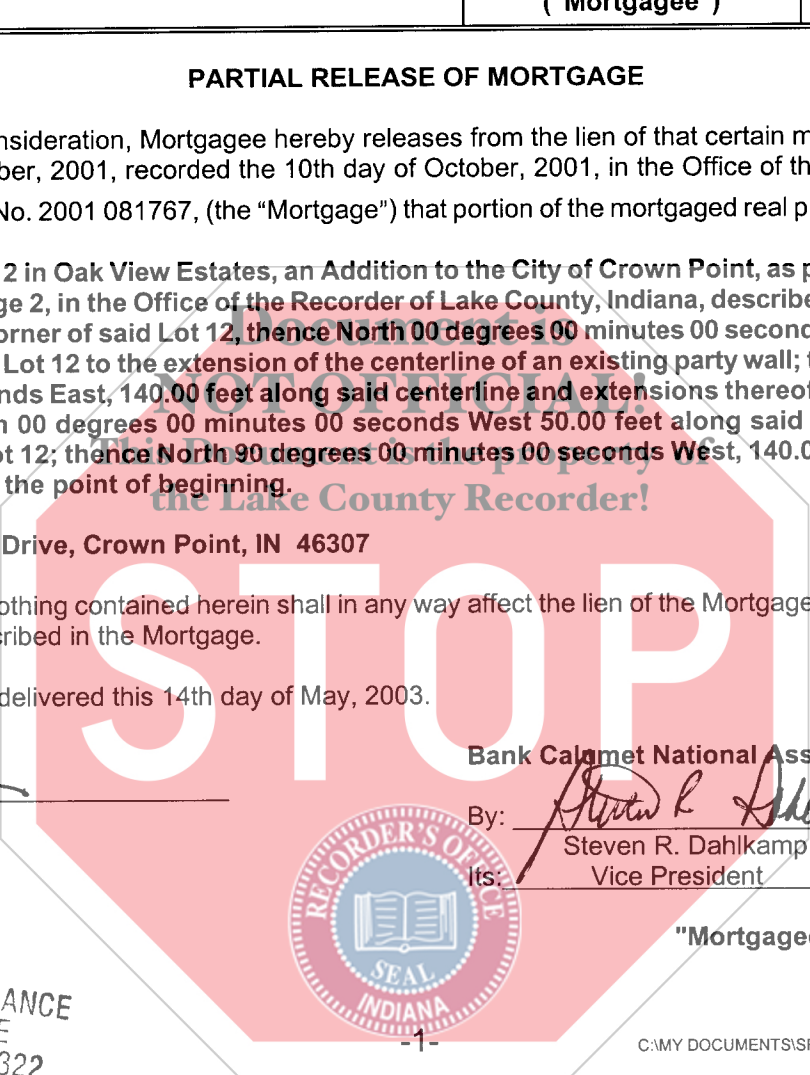 ("Mortgagee")
PARTIAL RELEASE OF MORTGAGE
nsideration, Mortgagee hereby releases from the lien of that certain m
ber, 2001, recorded the 10th day of October, 2001, in the Office of th
No. 2001 081767, (the “Mortgage”) that portion of the mortgaged real p
2 in Oak View Estates, an Addition to the City of Crown Point, as p
ge 2, in the Office of the Recorder of Lake County, Indiana, describe
orner of said Lot 12, thence North 00 degrees 00 minutes 00 second
Lot 12 to the extension of the centerline of an existing party wall; t
nds East, 140.00 feet along said centerline and extensions thereof
h 00 degrees 00 minutes 00 seconds West 50.00 feet along said
ot 12; thence North 90 degrees 00 minutes 00 seconds West, 140.0
the point of beginning.
Document is
NOT OFFICIAL!
This Document is the property of
the Lake County Recorder!
Drive, Crown Point, IN 46307
STOP
othing contained herein shall in any way affect the lien of the Mortgage
cribed in the Mortgage.
delivered this 14th day of May, 2003.
Bank Calumet National Ass
By:
Steven R. Dahlkamp
Its: Vice President
"Mortgagee
RECORDER'S OFFICE
SEAL
INDIANA
ANCE
E
322
-1-
C:\MY DOCUMENTS\SF